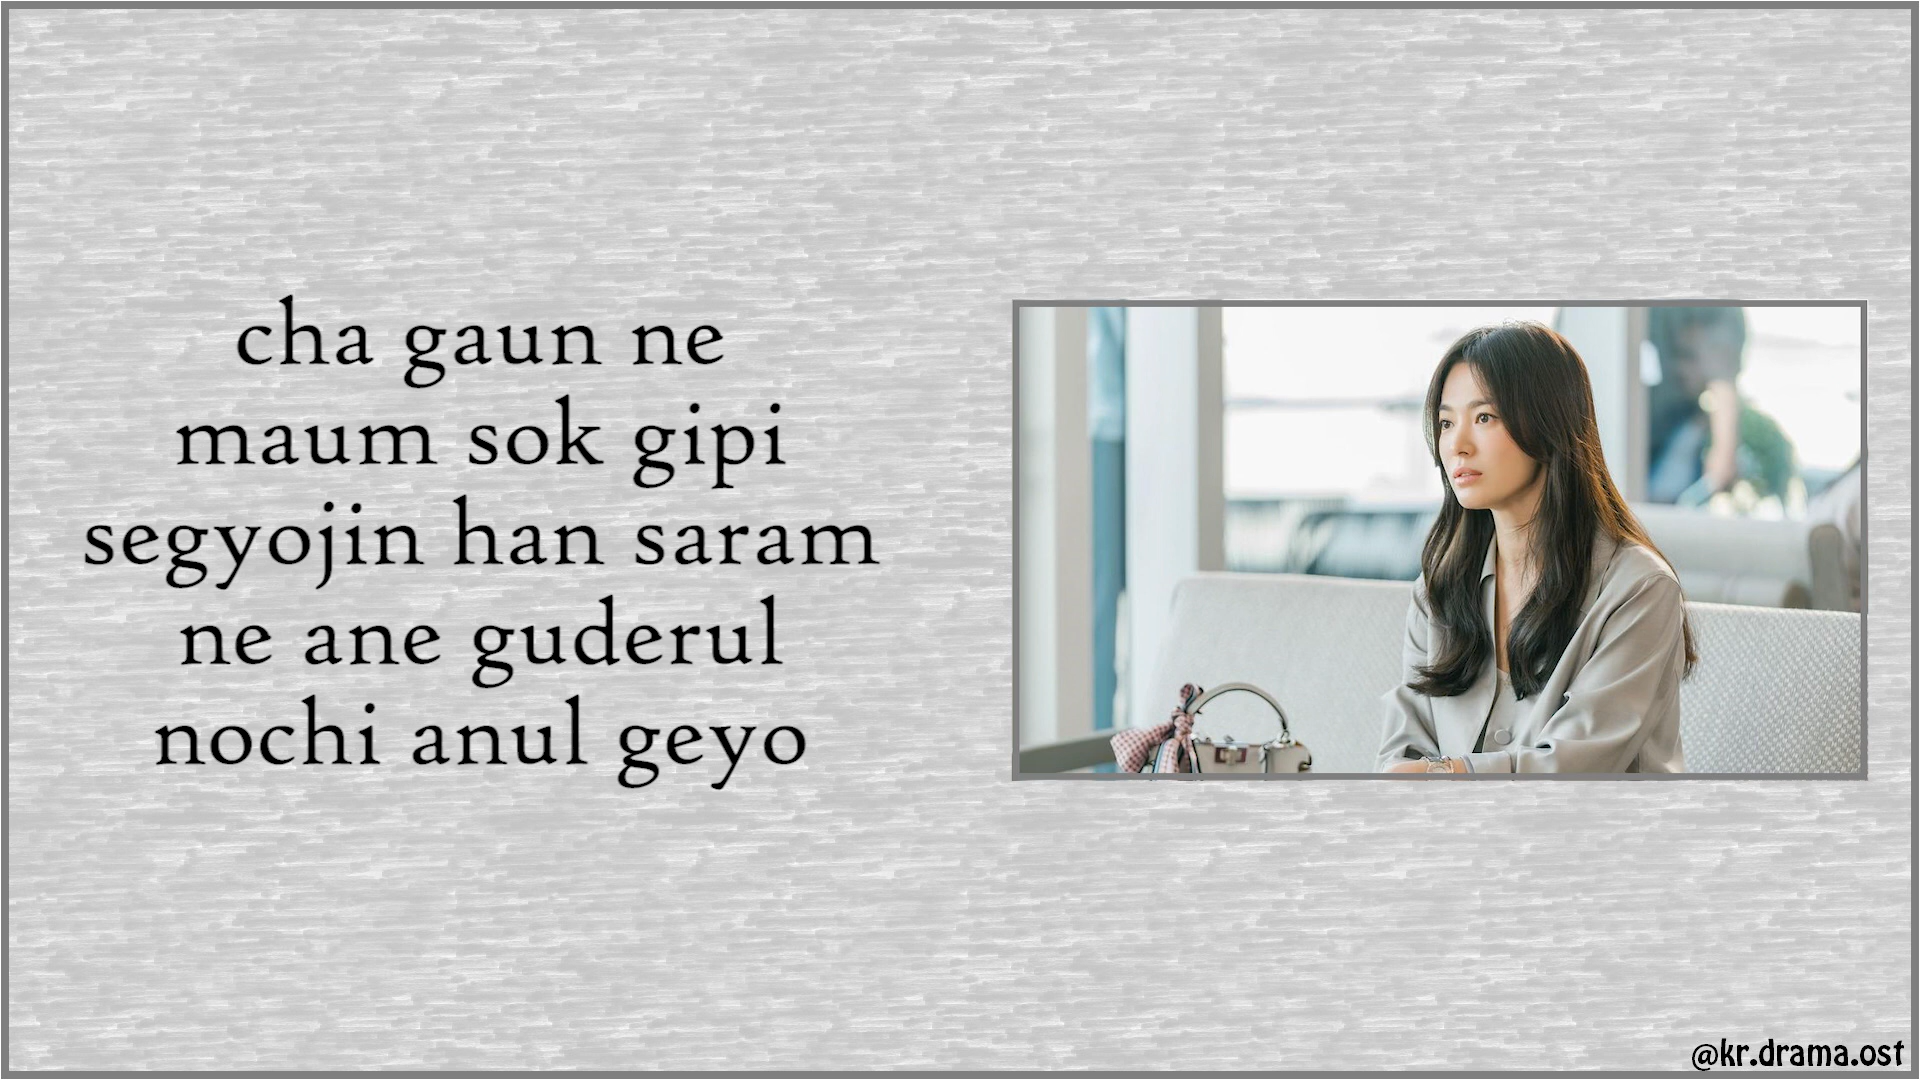 cha gaun ne
maum sok gipi
segyojin han saram
ne ane guderul
nochi anul geyo
@kr.drama.ost